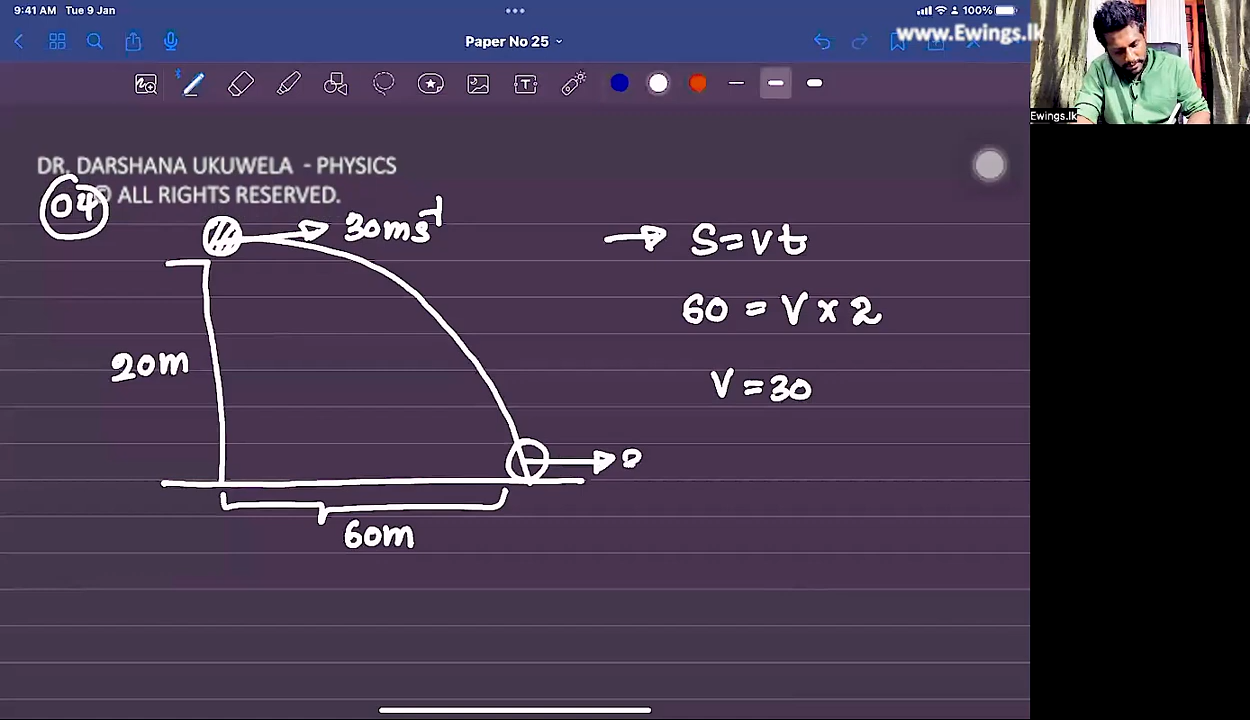 9:41 AM Tue 9 Jan
100%
www.Ewings.lk
Paper No 25
T
Ewings.lk
DR. DARSHANA UKUWELA - PHYSICS
© ALL RIGHTS RESERVED.
04
30ms⁻¹
→ S=vt
60 = V × 2
20m
V = 30
60m